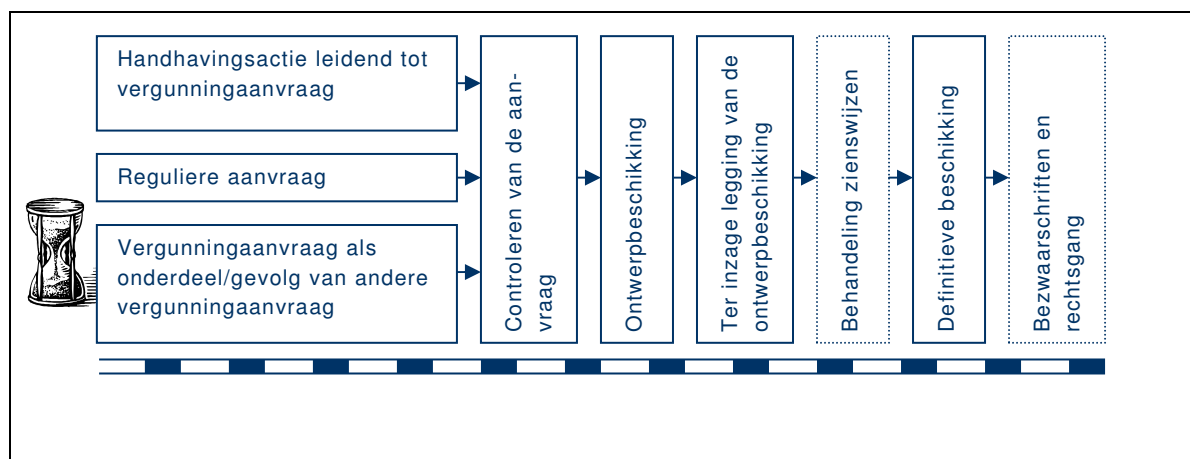 Handhavingsactie leidend tot
vergunningaanvraag
Reguliere aanvraag
Vergunningaanvraag als
onderdeel/gevolg van andere
vergunningaanvraag
Controleren van de aan-
vraag
Ontwerpbeschikking
Ter inzage legging van de
ontwerpbeschikking
Behandeling zienswijzen
Definitieve beschikking
Bezwaarschriften en
rechtsgang